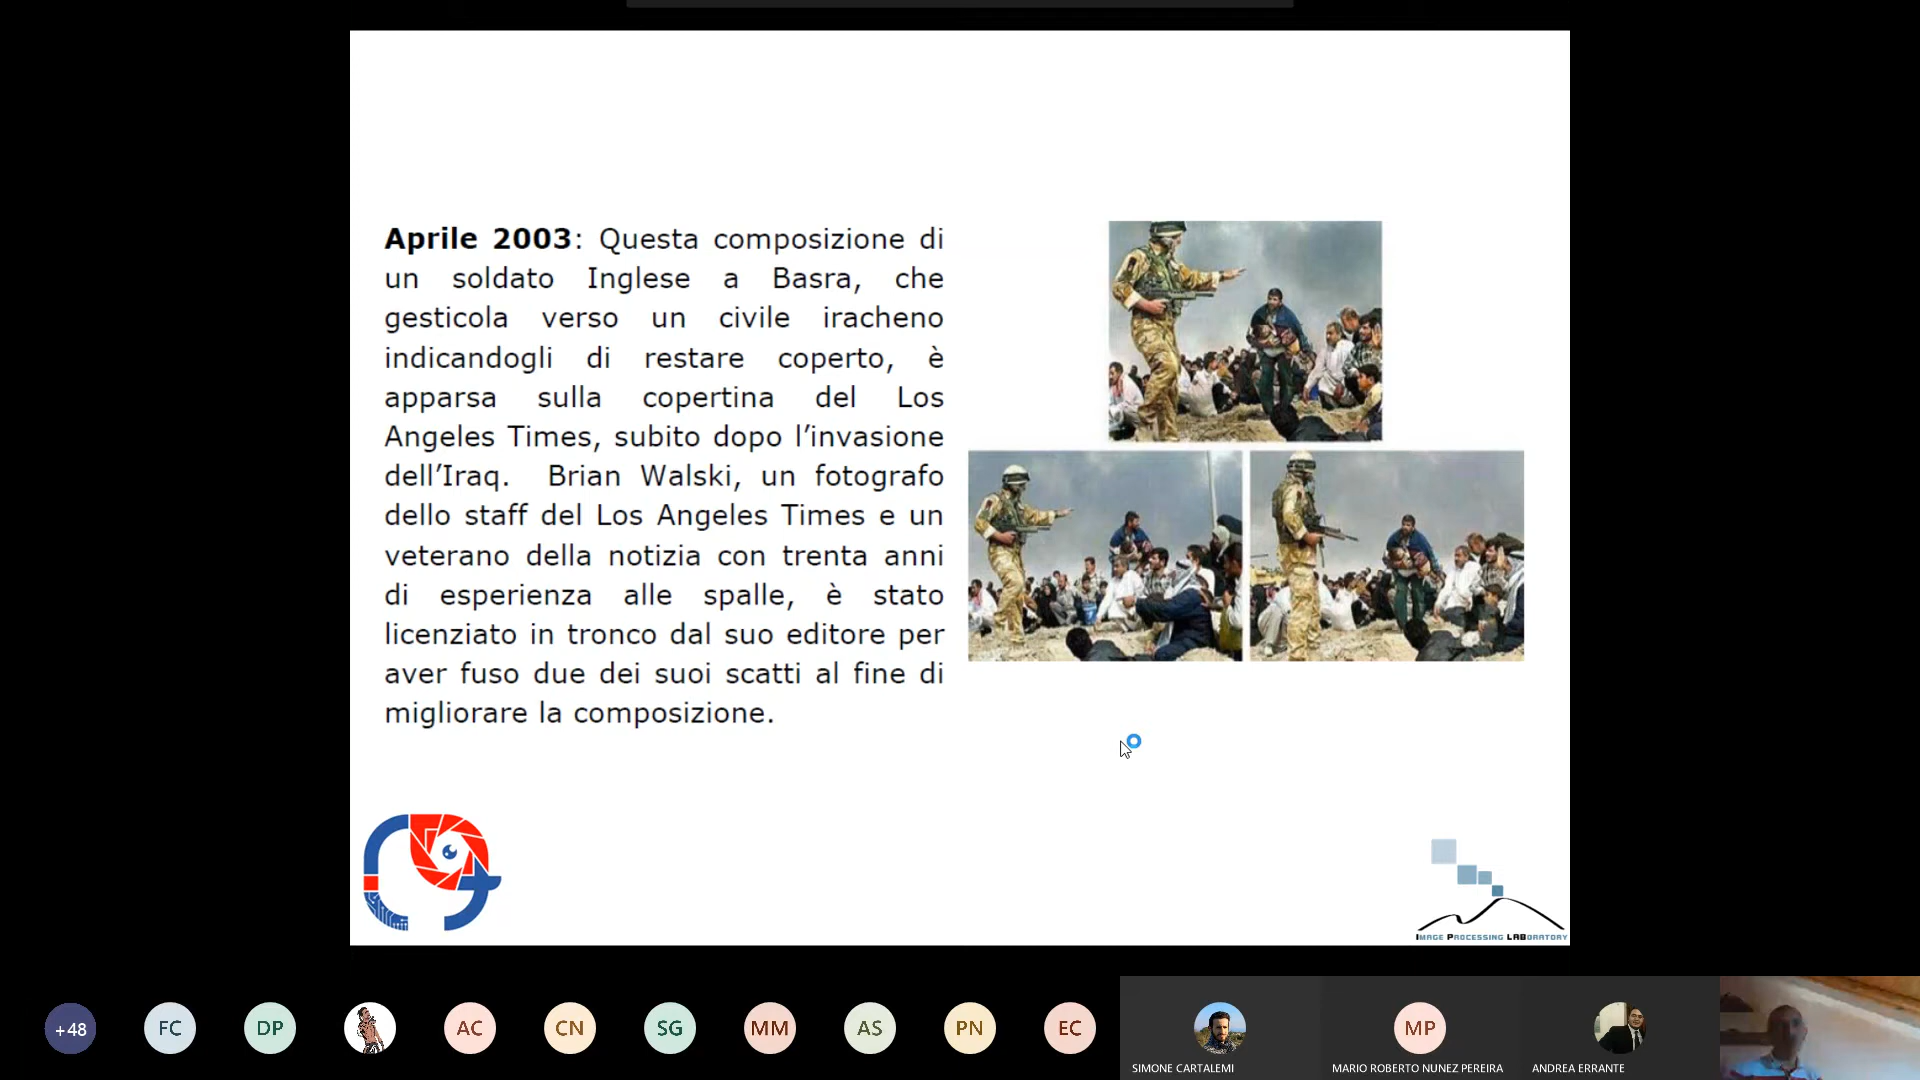 Aprile 2003: Questa composizione di
un soldato Inglese a Basra, che
gesticola verso un civile iracheno
indicandogli di restare coperto, è
apparsa sulla copertina del Los
Angeles Times, subito dopo l’invasione
dell’Iraq. Brian Walski, un fotografo
dello staff del Los Angeles Times e un
veterano della notizia con trenta anni
di esperienza alle spalle, è stato
licenziato in tronco dal suo editore per
aver fuso due dei suoi scatti al fine di
migliorare la composizione.
IMAGE PROCESSING LABORATORY
+48 FC DP AC CN SG MM AS PN EC MP
SIMONE CARTALEMI MARIO ROBERTO NUNEZ PEREIRA ANDREA ERRANTE